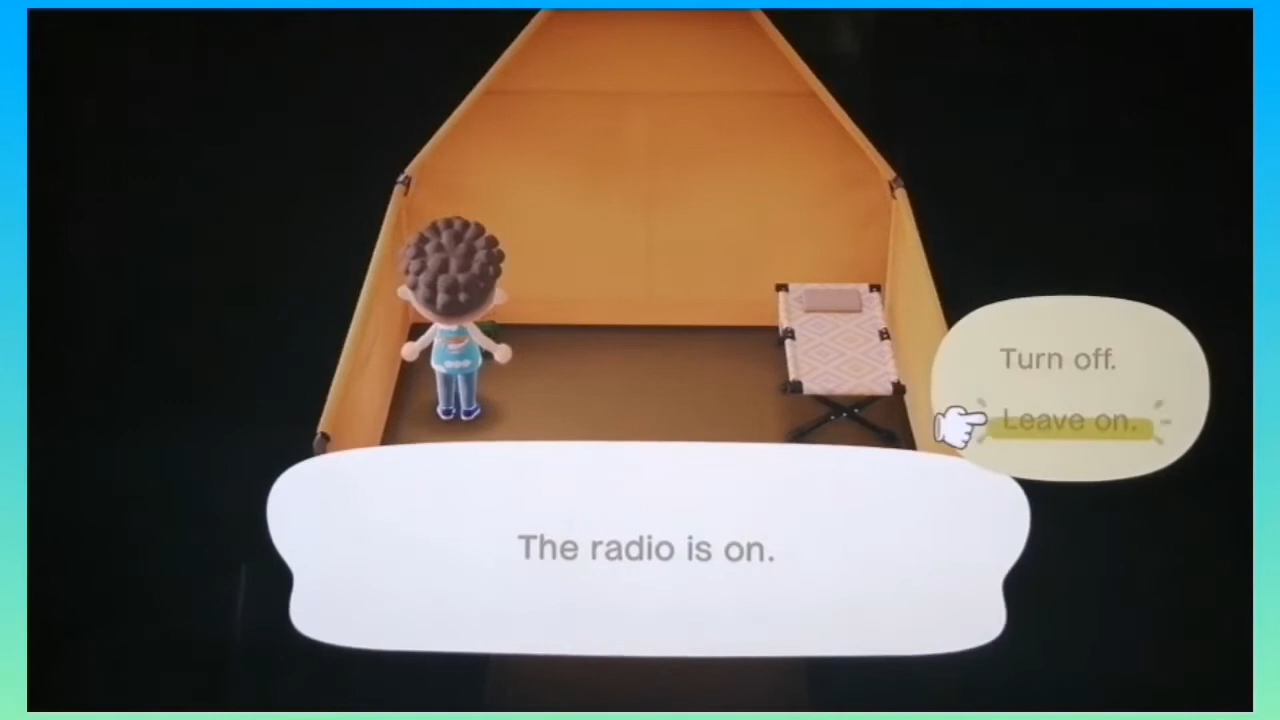 Turn off.
Leave on.
The radio is on.